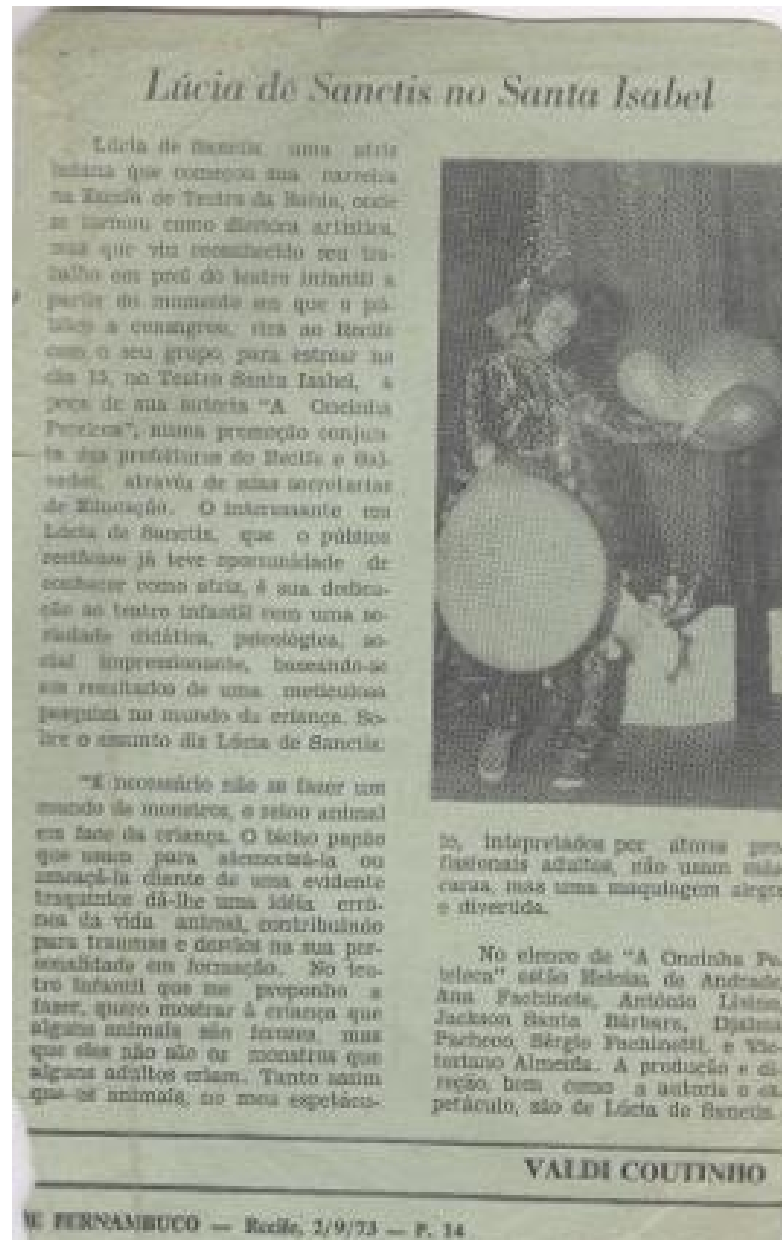 Lúcia de Sanctis no Santa Isabel
Lúcia de Sanctis, uma atriz
baiana que começou sua carreira
na Escola de Teatro da Bahia, onde
se formou como diretora artística,
mas que viu reconhecido seu tra-
balho em prol do teatro infantil a
partir do momento em que o pú-
blico a consagrou, virá ao Recife
com o seu grupo, para estrear no
dia 15, no Teatro Santa Isabel, a
peça de sua autoria "A Oncinha
Peteleca", numa promoção conjun-
ta das prefeituras do Recife e Sal-
vador, através de suas secretarias
de Educação. O interessante em
Lúcia de Sanctis, que o público
recifense já teve oportunidade de
conhecer como atriz, é sua dedica-
ção ao teatro infantil com uma se-
riedade didática, psicológica, so-
cial impressionante, baseando-se
em resultados de uma meticulosa
pesquisa no mundo da criança. So-
bre o assunto diz Lúcia de Sanctis:
"É necessário não se fazer um
mundo de monstros, o reino animal
em face da criança. O bicho papão
que usam para atemorizá-la ou
ameaçá-la diante de uma evidente
traquinice dá-lhe uma idéia errô-
nea da vida animal, contribuindo
para traumas e danos na sua per-
sonalidade em formação. No tea-
tro infantil que me proponho a
fazer, quero mostrar à criança que
alguns animais são ferozes, mas
que eles não são os monstros que
alguns adultos criam. Tanto assim
que os animais, no meu espetácu-
lo, intepretados por atores pro
fissionais adultos, não usam más-
caras, mas uma maquingem alegre
e divertida.
No elenco de "A Oncinha Pe-
teleca" estão de Andrade,
Ana Fachinete, Antônio
Jackson Santa Bárbara, Djalma
Pacheco, Sérgio Fachinetti, e Vic-
toriano Almeida. A produção e di-
reção, bem como a autoria o es-
petáculo, são de Lúcia de Sanctis.
VALDI COUTINHO
DE PERNAMBUCO — Recife, 2/9/73 — P. 14